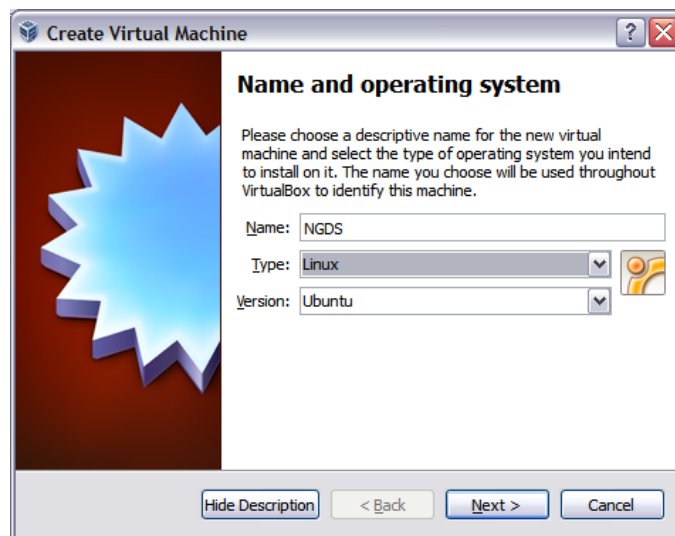 Create Virtual Machine
?
Name and operating system
Please choose a descriptive name for the new virtual
machine and select the type of operating system you intend
to install on it. The name you choose will be used throughout
VirtualBox to identify this machine.
Name: NGDS
Type: Linux
Version: Ubuntu
Hide Description < Back Next > Cancel